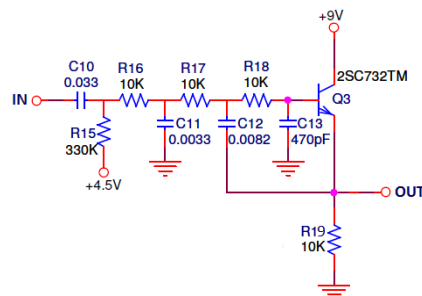 +9V
C10
0.033
R16
10K
R17
10K
R18
10K
2SC732TM
Q3
IN
R15
330K
+4.5V
C11
0.0033
C12
0.0082
C13
470pF
OUT
R19
10K